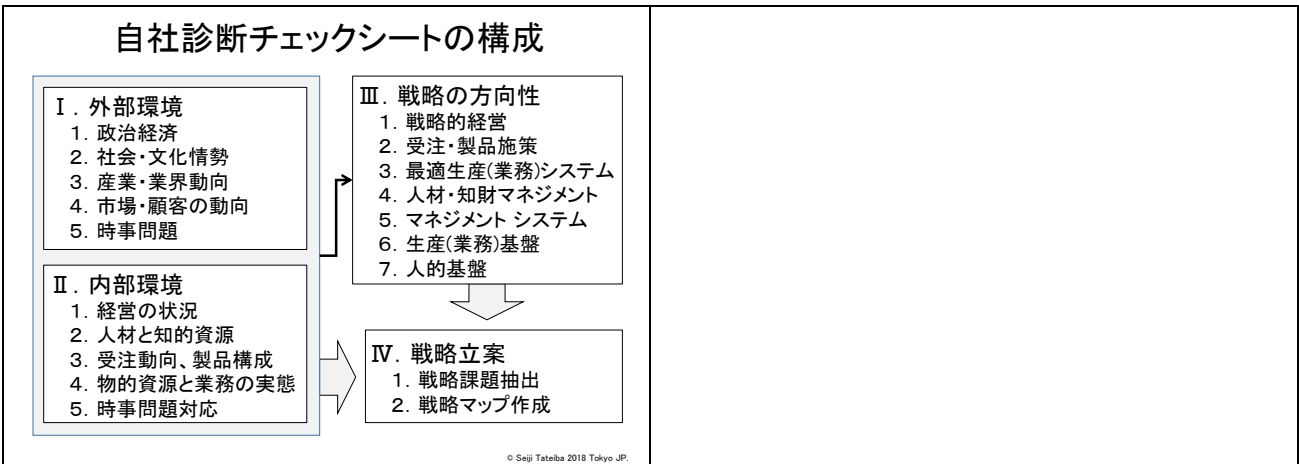 自社診断チェックシートの構成
Ⅰ. 外部環境
1. 政治経済
2. 社会・文化情勢
3. 産業・業界動向
4. 市場・顧客の動向
5. 時事問題
Ⅱ. 内部環境
1. 経営の状況
2. 人材と知的資源
3. 受注動向、製品構成
4. 物的資源と業務の実態
5. 時事問題対応
Ⅲ. 戦略の方向性
1. 戦略的経営
2. 受注・製品施策
3. 最適生産(業務)システム
4. 人材・知財マネジメント
5. マネジメント システム
6. 生産(業務)基盤
7. 人的基盤
Ⅳ. 戦略立案
1. 戦略課題抽出
2. 戦略マップ作成
© Seiji Tateiba 2018 Tokyo JP.